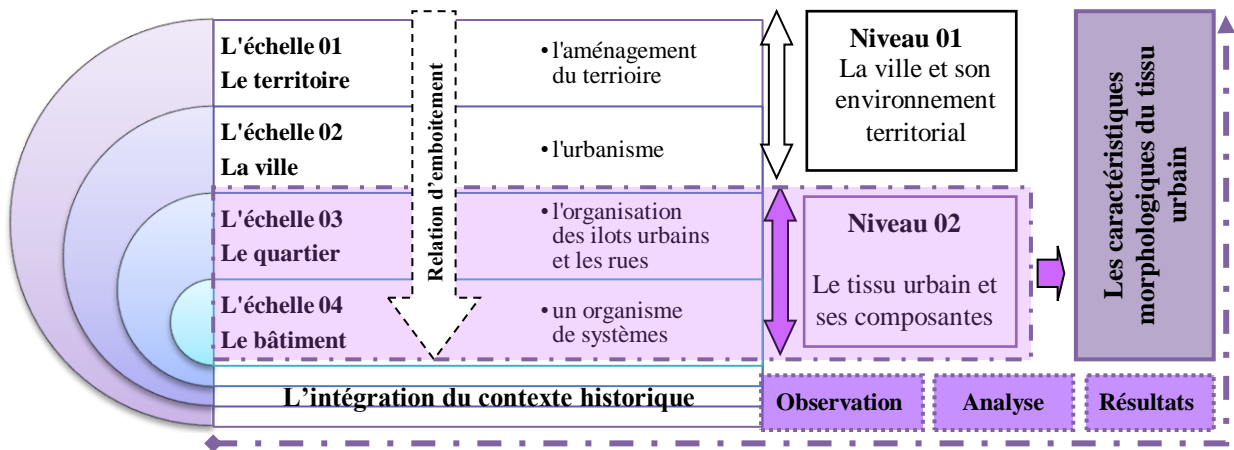 L'échelle 01
Le territoire
• l'aménagement
du terrioire
L'échelle 02
La ville
• l'urbanisme
L'échelle 03
Le quartier
• l'organisation
des ilots urbains
et les rues
L'échelle 04
Le bâtiment
• un organisme
de systèmes
Relation d'emboitement
L'intégration du contexte historique
Niveau 01
La ville et son
environnement
territorial
Niveau 02
Le tissu urbain et
ses composantes
Les caractéristiques
morphologiques du tissu
urbain
Observation
Analyse
Résultats